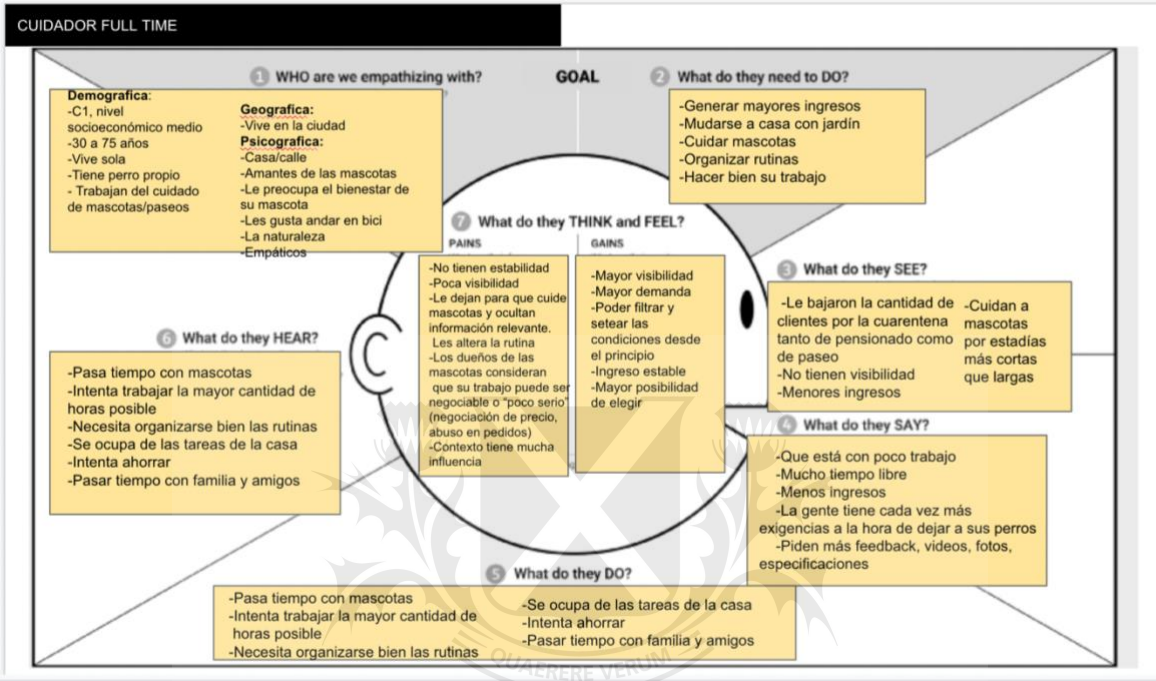 CUIDADOR FULL TIME
1 WHO are we empathizing with?
GOAL
2 What do they need to DO?
Demografica:
-C1, nivel
socioeconómico medio
-30 a 75 años
-Vive sola
-Tiene perro propio
- Trabajan del cuidado
de mascotas/paseos
Geografica:
-Vive en la ciudad
Psicografica:
-Casa/calle
-Amantes de las mascotas
-Le preocupa el bienestar de
su mascota
-Les gusta andar en bici
-La naturaleza
-Empáticos
-Generar mayores ingresos
-Mudarse a casa con jardín
-Cuidar mascotas
-Organizar rutinas
-Hacer bien su trabajo
7 What do they THINK and FEEL?
PAINS
-No tienen estabilidad
-Poca visibilidad
-Le dejan para que cuide
mascotas y ocultan
información relevante.
Les altera la rutina
-Los dueños de las
mascotas consideran
que su trabajo puede ser
negociable o "poco serio"
(negociación de precio,
abuso en pedidos)
-Contexto tiene mucha
influencia
GAINS
-Mayor visibilidad
-Mayor demanda
-Poder filtrar y
setear las
condiciones desde
el principio
-Ingreso estable
-Mayor posibilidad
de elegir
3 What do they SEE?
-Le bajaron la cantidad de
clientes por la cuarentena
tanto de pensionado como
de paseo
-No tienen visibilidad
-Menores ingresos
-Cuidan a
mascotas
por estadías
más cortas
que largas
6 What do they HEAR?
-Pasa tiempo con mascotas
-Intenta trabajar la mayor cantidad de
horas posible
-Necesita organizarse bien las rutinas
-Se ocupa de las tareas de la casa
-Intenta ahorrar
-Pasar tiempo con familia y amigos
4 What do they SAY?
-Que está con poco trabajo
-Mucho tiempo libre
-Menos ingresos
-La gente tiene cada vez más
exigencias a la hora de dejar a sus perros
-Piden más feedback, videos, fotos,
especificaciones
5 What do they DO?
-Pasa tiempo con mascotas
-Intenta trabajar la mayor cantidad de
horas posible
-Necesita organizarse bien las rutinas
-Se ocupa de las tareas de la casa
-Intenta ahorrar
-Pasar tiempo con familia y amigos
QUAERERE VERUM